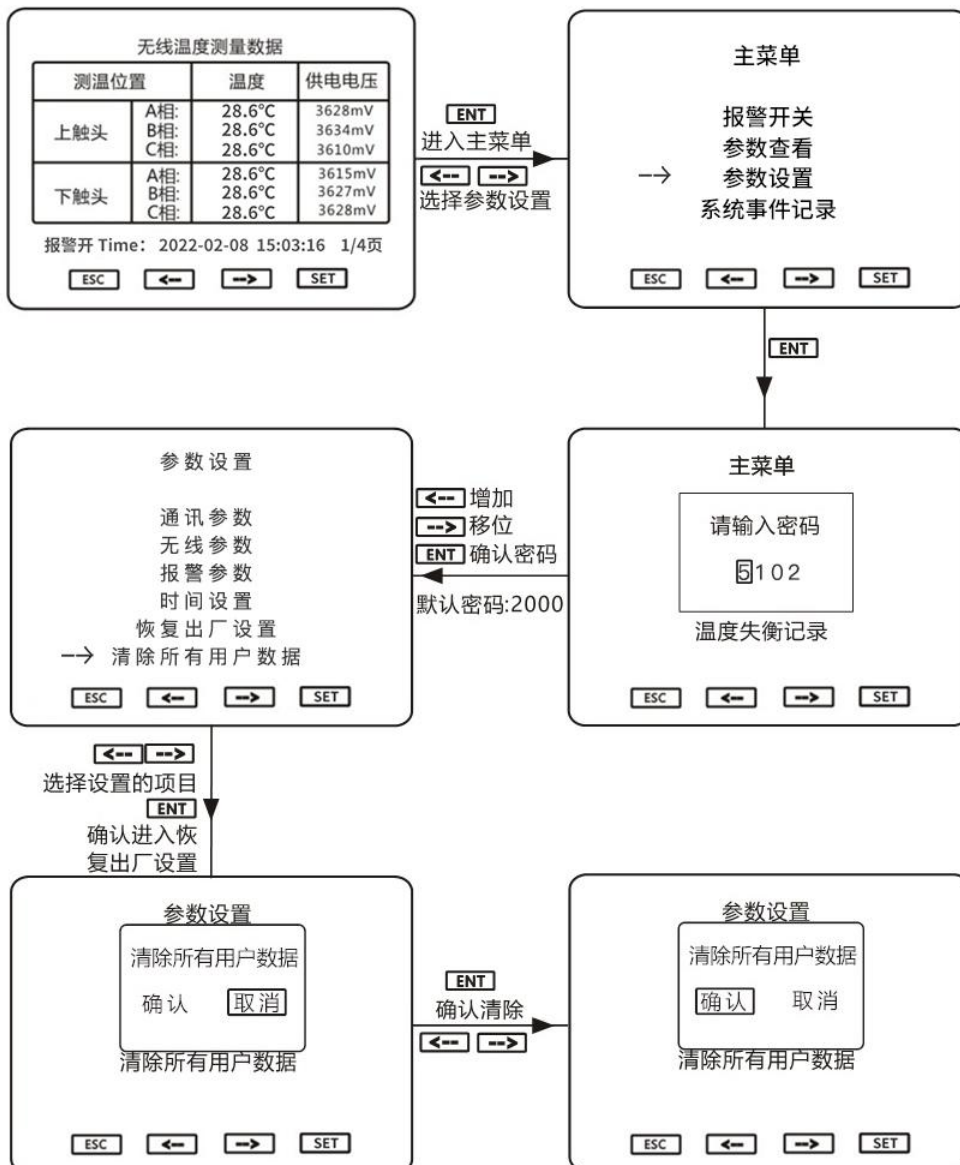 无线温度测量数据
测温位置 温度 供电电压
上触头 A相: 28.6°C 3628mV
B相: 28.6°C 3634mV
C相: 28.6°C 3610mV
下触头 A相: 28.6°C 3615mV
B相: 28.6°C 3627mV
C相: 28.6°C 3628mV
报警开 Time: 2022-02-08 15:03:16 1/4页
ESC <-- --> SET
ENT
进入主菜单
<-- -->
选择参数设置
主菜单
报警开关
参数查看
--> 参数设置
系统事件记录
ESC <-- --> SET
ENT
主菜单
请输入密码
5102
温度失衡记录
ESC <-- --> SET
<-- 增加
--> 移位
ENT 确认密码
默认密码:2000
参数设置
通讯参数
无线参数
报警参数
时间设置
恢复出厂设置
--> 清除所有用户数据
ESC <-- --> SET
<-- -->
选择设置的项目
ENT
确认进入恢
复出厂设置
参数设置
清除所有用户数据
确认 取消
清除所有用户数据
ESC <-- --> SET
ENT
确认清除
<-- -->
参数设置
清除所有用户数据
确认 取消
清除所有用户数据
ESC <-- --> SET